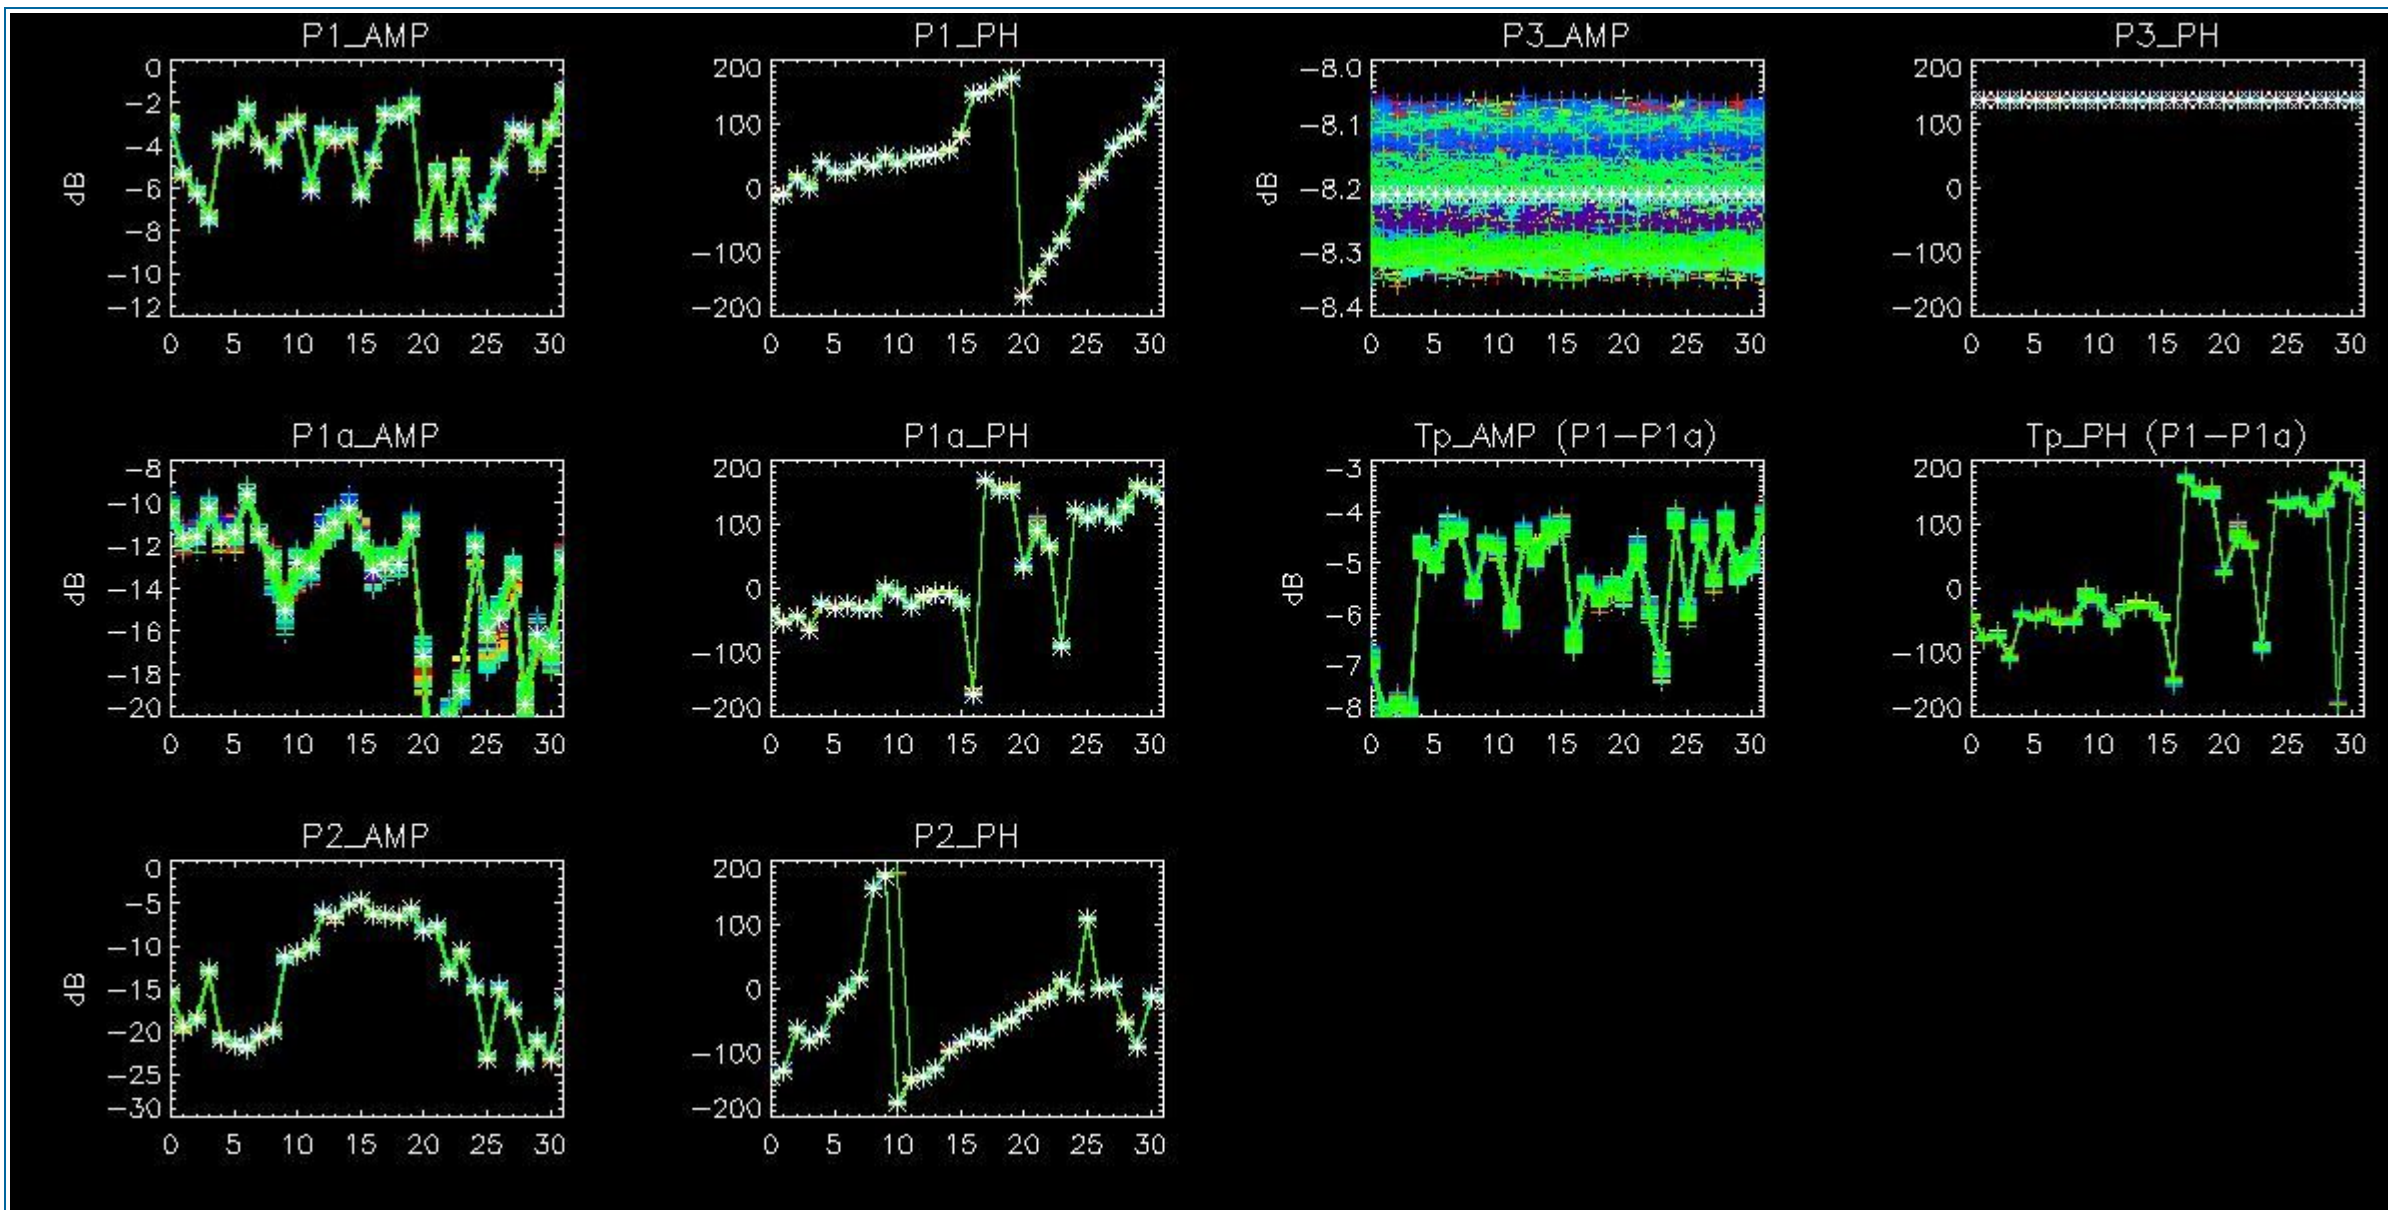 P1_AMP
0
−2
−4
−6
−8
−10
−12
dB
0 5 10 15 20 25 30
P1_PH
200
100
0
−100
−200
0 5 10 15 20 25 30
P3_AMP
−8.0
−8.1
−8.2
−8.3
−8.4
dB
0 5 10 15 20 25 30
P3_PH
200
100
0
−100
−200
0 5 10 15 20 25 30
P1a_AMP
−8
−10
−12
−14
−16
−18
−20
dB
0 5 10 15 20 25 30
P1a_PH
200
100
0
−100
−200
0 5 10 15 20 25 30
Tp_AMP (P1−P1a)
−3
−4
−5
−6
−7
−8
dB
0 5 10 15 20 25 30
Tp_PH (P1−P1a)
200
100
0
−100
−200
0 5 10 15 20 25 30
P2_AMP
0
−5
−10
−15
−20
−25
−30
dB
0 5 10 15 20 25 30
P2_PH
200
100
0
−100
−200
0 5 10 15 20 25 30